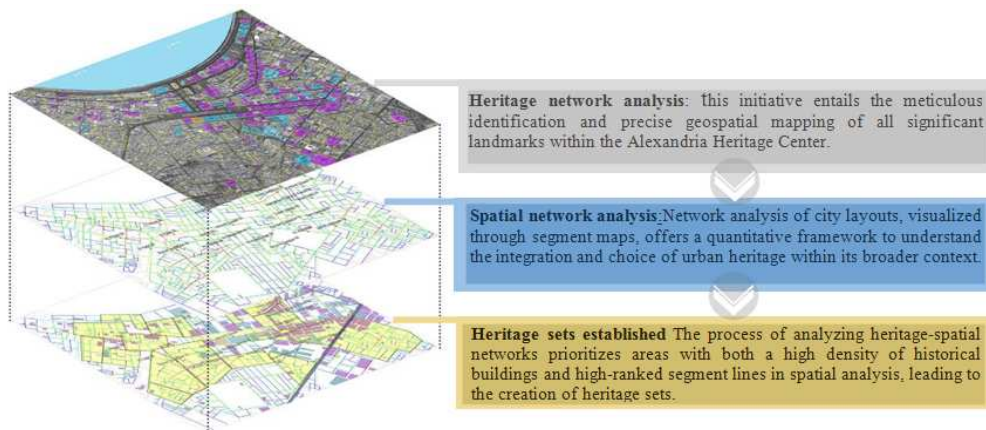 Heritage network analysis: This initiative entails the meticulous
identification and precise geospatial mapping of all significant
landmarks within the Alexandria Heritage Center.
Spatial network analysis:Network analysis of city layouts, visualized
through segment maps, offers a quantitative framework to understand
the integration and choice of urban heritage within its broader context.
Heritage sets established The process of analyzing heritage-spatial
networks prioritizes areas with both a high density of historical
buildings and high-ranked segment lines in spatial analysis, leading to
the creation of heritage sets.